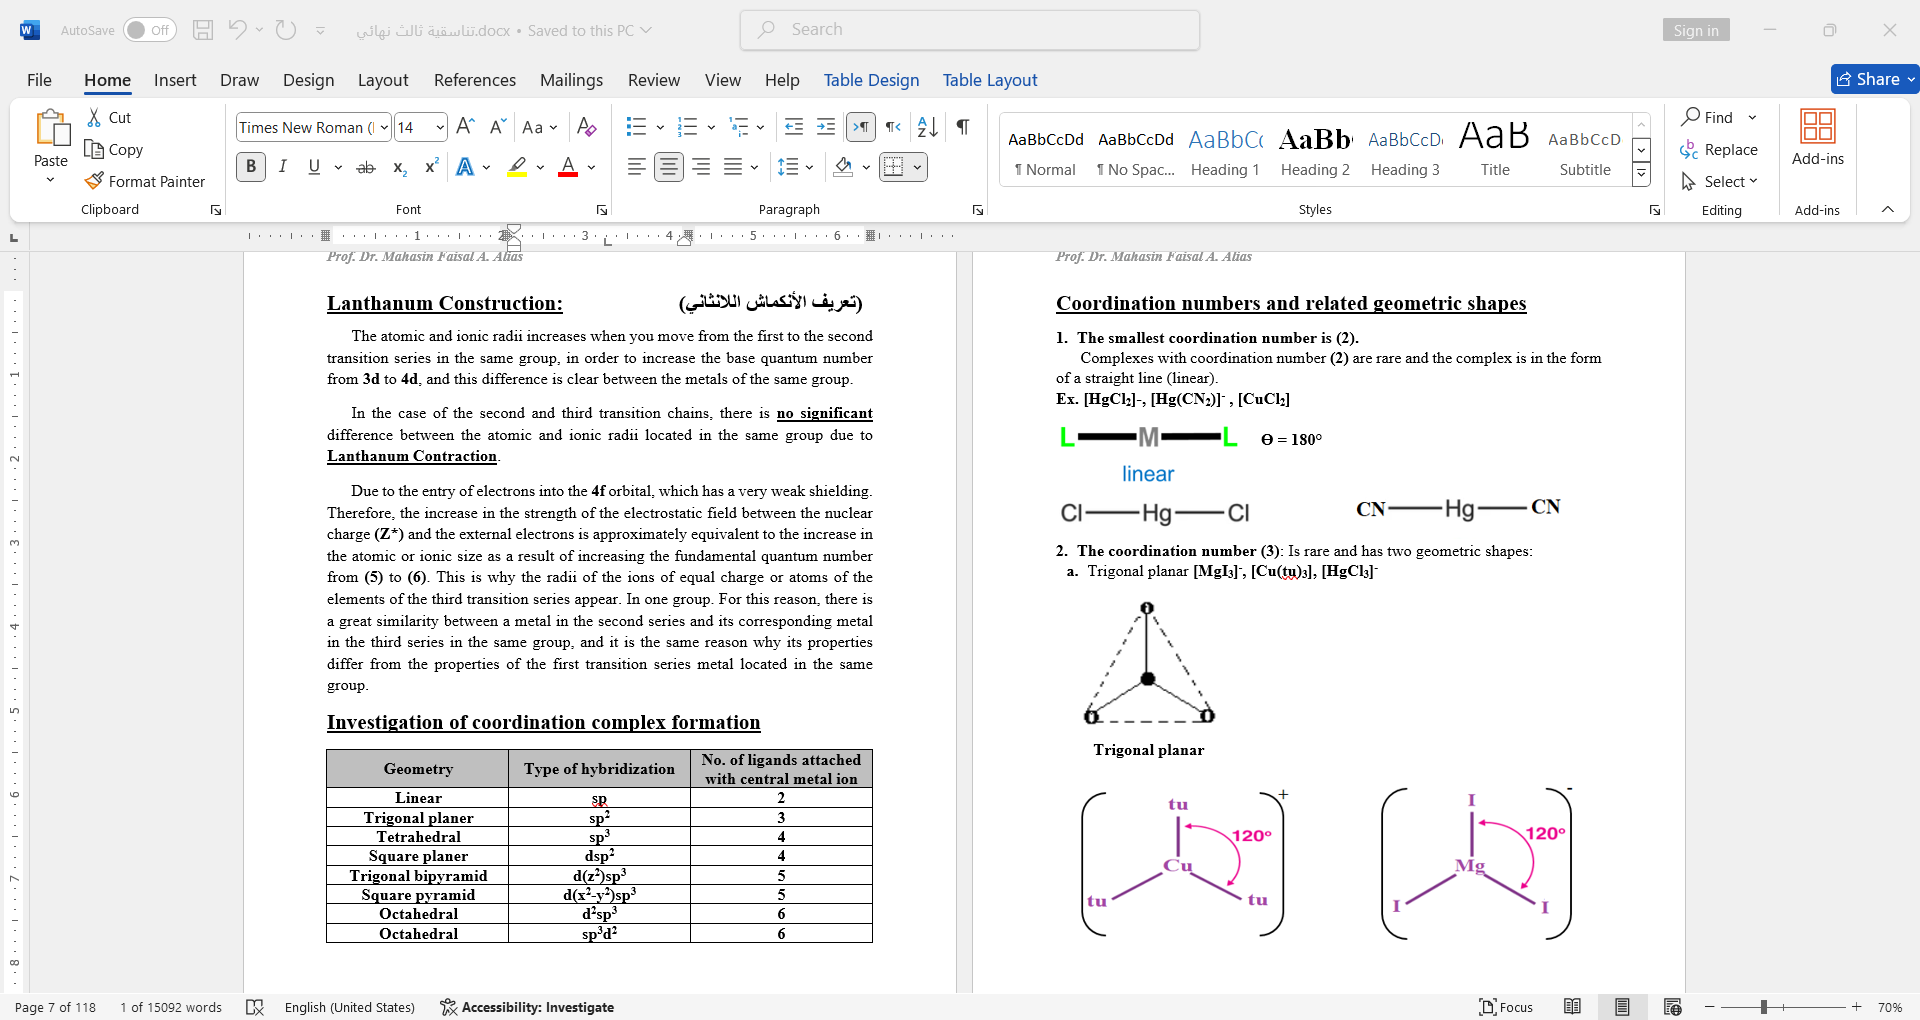 AutoSave Off تناسقية ثالث نهائي.docx • Saved to this PC
Search
Sign in
File Home Insert Draw Design Layout References Mailings Review View Help Table Design Table Layout
Share
Paste
Cut
Copy
Format Painter
Clipboard
Times New Roman (I 14
Aa
B I U ab x₂ x² A A
Font
Paragraph
AaBbCcDd AaBbCcDd AaBbCc AaBb AaBbCcD AaB AaBbCcD
¶ Normal ¶ No Spac... Heading 1 Heading 2 Heading 3 Title Subtitle
Styles
Find
Replace
Select
Editing
Add-ins
Add-ins
1 2 3 4 5 6
1 2 3 4 5 6 7 8
Prof. Dr. Mahasin Faisal A. Alias
Lanthanum Construction: (تعريف الأنكماش اللانثاني)
The atomic and ionic radii increases when you move from the first to the second
transition series in the same group, in order to increase the base quantum number
from 3d to 4d, and this difference is clear between the metals of the same group.
In the case of the second and third transition chains, there is no significant
difference between the atomic and ionic radii located in the same group due to
Lanthanum Contraction.
Due to the entry of electrons into the 4f orbital, which has a very weak shielding.
Therefore, the increase in the strength of the electrostatic field between the nuclear
charge (Z*) and the external electrons is approximately equivalent to the increase in
the atomic or ionic size as a result of increasing the fundamental quantum number
from (5) to (6). This is why the radii of the ions of equal charge or atoms of the
elements of the third transition series appear. In one group. For this reason, there is
a great similarity between a metal in the second series and its corresponding metal
in the third series in the same group, and it is the same reason why its properties
differ from the properties of the first transition series metal located in the same
group.
Investigation of coordination complex formation
Geometry Type of hybridization No. of ligands attached with central metal ion
Linear sp 2
Trigonal planer sp² 3
Tetrahedral sp³ 4
Square planer dsp² 4
Trigonal bipyramid d(z²)sp³ 5
Square pyramid d(x²-y²)sp³ 5
Octahedral d²sp³ 6
Octahedral sp³d² 6
Prof. Dr. Mahasin Faisal A. Alias
Coordination numbers and related geometric shapes
1. The smallest coordination number is (2).
Complexes with coordination number (2) are rare and the complex is in the form
of a straight line (linear).
Ex. [HgCl₂]-, [Hg(CN₂)]⁻ , [CuCl₂]
L M L Ө = 180°
linear
Cl Hg Cl CN Hg CN
2. The coordination number (3): Is rare and has two geometric shapes:
a. Trigonal planar [MgI₃]⁻, [Cu(tu)₃], [HgCl₃]⁻
Trigonal planar
tu + 120° Cu tu tu
I - 120° Mg I I
Page 7 of 118 1 of 15092 words English (United States) Accessibility: Investigate
Focus 70%